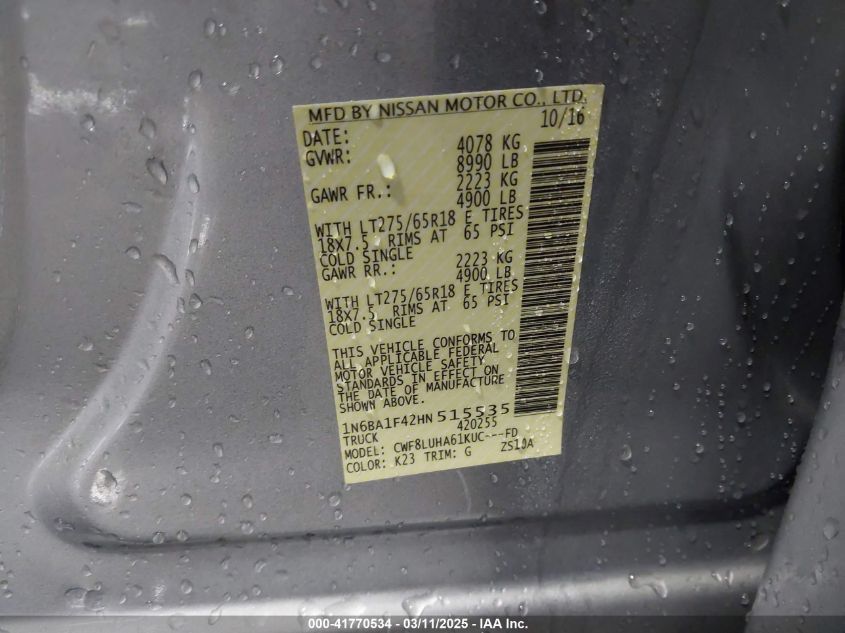 MFD BY NISSAN MOTOR CO., LTD.
DATE: 10/16
GVWR: 4078 KG
8990 LB
GAWR FR.: 2223 KG
4900 LB
WITH LT275/65R18 E TIRES
18X7.5 RIMS AT 65 PSI
COLD SINGLE
GAWR RR.: 2223 KG
4900 LB
WITH LT275/65R18 E TIRES
18X7.5 RIMS AT 65 PSI
COLD SINGLE
THIS VEHICLE CONFORMS TO
ALL APPLICABLE FEDERAL
MOTOR VEHICLE SAFETY
STANDARDS IN EFFECT ON
THE DATE OF MANUFACTURE
SHOWN ABOVE.
1N6BA1F42HN515535
TRUCK 420255
MODEL: CWF8LUHA61KUC---FD
COLOR: K23 TRIM: G ZS10A
000-41770534 - 03/11/2025 - IAA Inc.